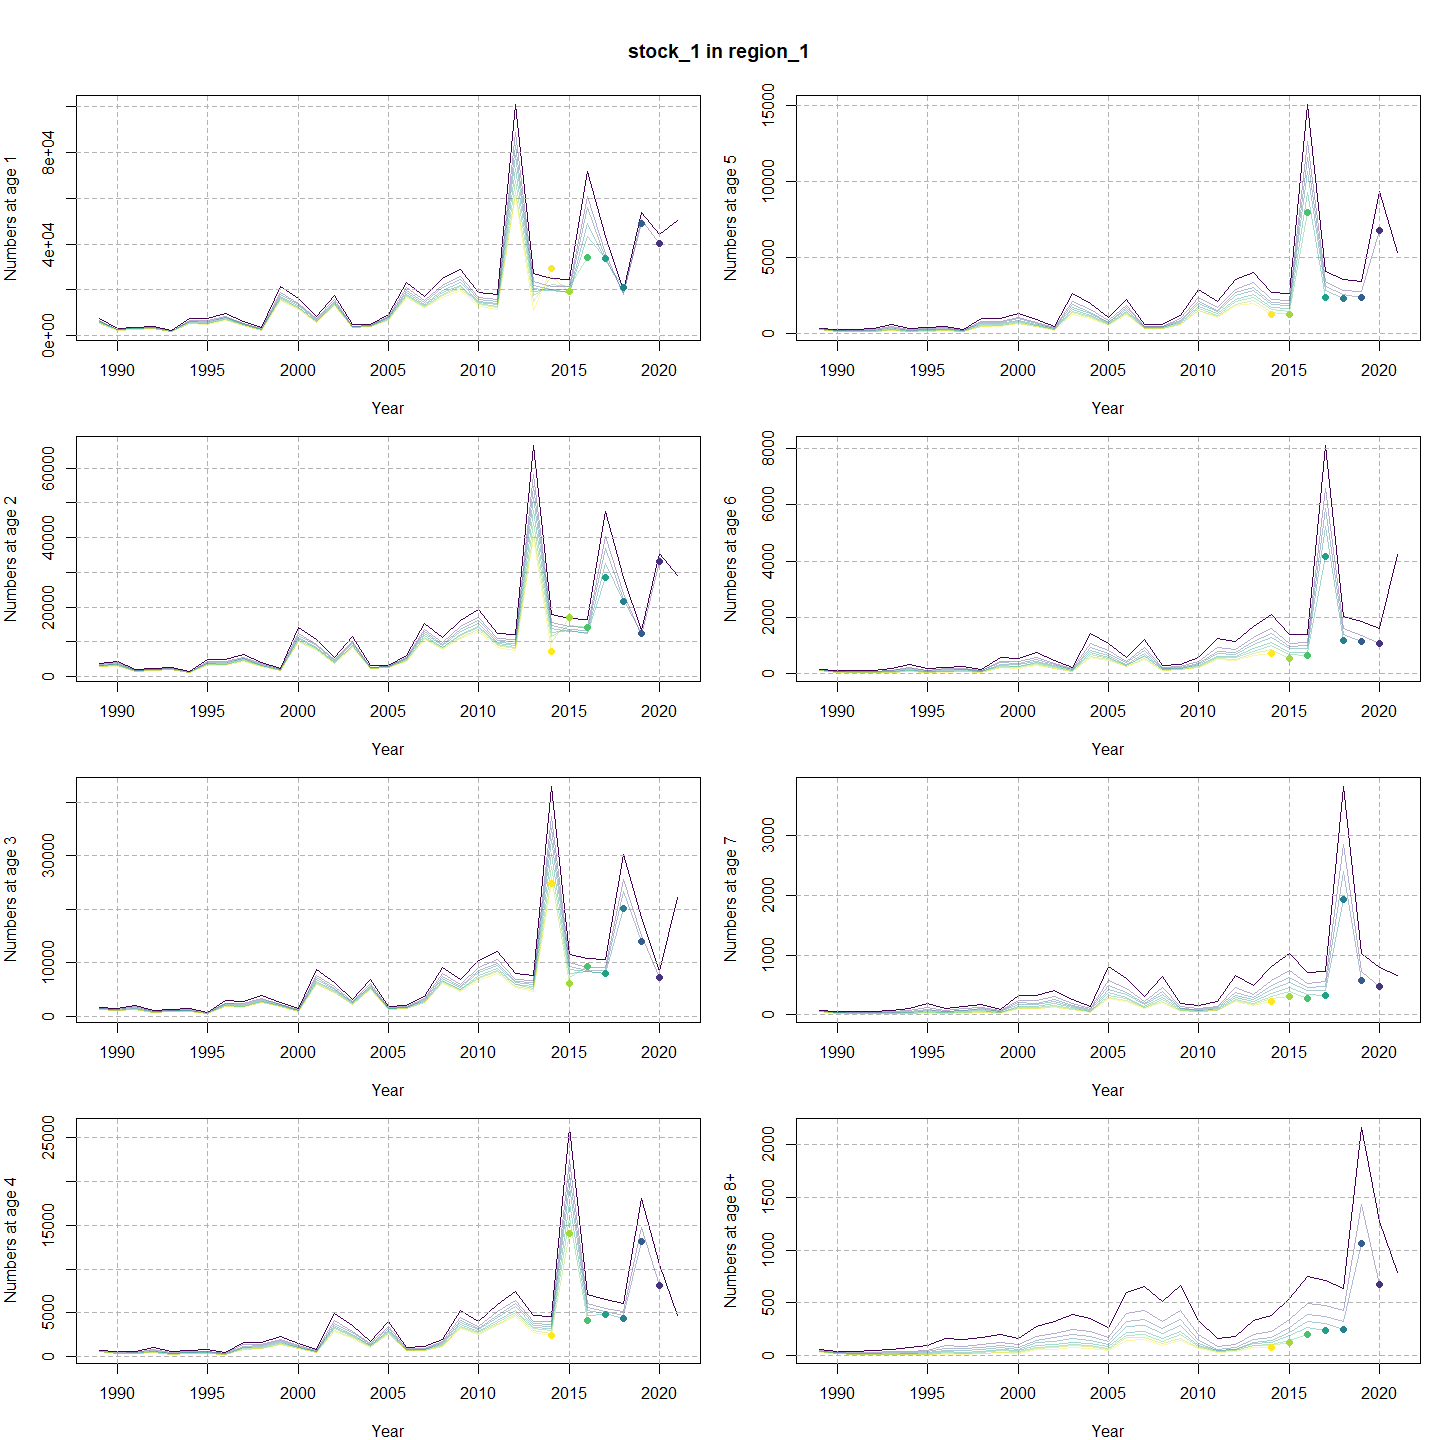 stock_1 in region_1
Numbers at age 1
0e+00 4e+04 8e+04
1990 1995 2000 2005 2010 2015 2020
Year
Numbers at age 5
0 5000 10000 15000
1990 1995 2000 2005 2010 2015 2020
Year
Numbers at age 2
0 20000 40000 60000
1990 1995 2000 2005 2010 2015 2020
Year
Numbers at age 6
0 2000 4000 6000 8000
1990 1995 2000 2005 2010 2015 2020
Year
Numbers at age 3
0 10000 30000
1990 1995 2000 2005 2010 2015 2020
Year
Numbers at age 7
0 1000 2000 3000
1990 1995 2000 2005 2010 2015 2020
Year
Numbers at age 4
0 5000 15000 25000
1990 1995 2000 2005 2010 2015 2020
Year
Numbers at age 8+
0 500 1000 1500 2000
1990 1995 2000 2005 2010 2015 2020
Year